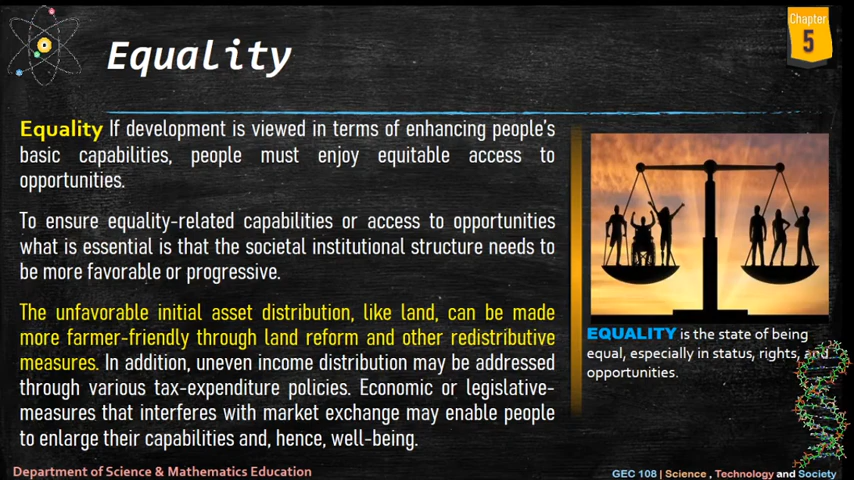 Equality
Chapter
5
Equality If development is viewed in terms of enhancing people's
basic capabilities, people must enjoy equitable access to
opportunities.
To ensure equality-related capabilities or access to opportunities
what is essential is that the societal institutional structure needs to
be more favorable or progressive.
The unfavorable initial asset distribution, like land, can be made
more farmer-friendly through land reform and other redistributive
measures. In addition, uneven income distribution may be addressed
through various tax-expenditure policies. Economic or legislative-
measures that interferes with market exchange may enable people
to enlarge their capabilities and, hence, well-being.
EQUALITY is the state of being
equal, especially in status, rights, and
opportunities.
Department of Science & Mathematics Education
GEC 108 | Science , Technology and Society